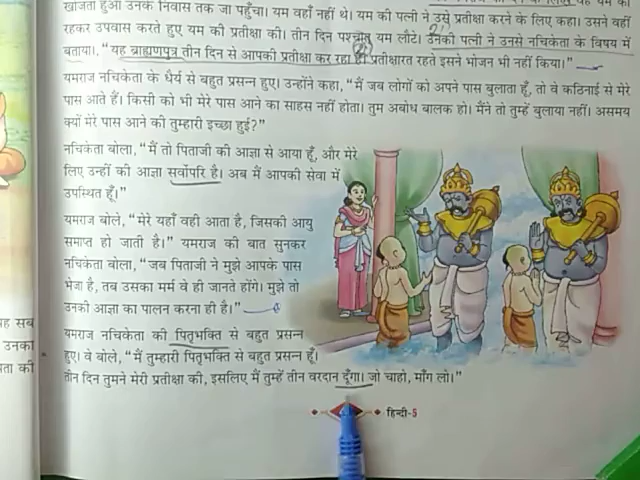 खोजता हुआ उनके निवास तक जा पहुँचा। यम वहाँ नहीं थे। यम की पत्नी ने उसे प्रतीक्षा करने के लिए कहा। उसने वहीं
रहकर उपवास करते हुए यम की प्रतीक्षा की। तीन दिन पश्चात् यम लौटे। उनकी पत्नी ने उनसे नचिकेता के विषय में
बताया, “यह ब्राह्मणपुत्र तीन दिन से आपकी प्रतीक्षा कर रहा है। प्रतीक्षारत रहते इसने भोजन भी नहीं किया।”
यमराज नचिकेता के धैर्य से बहुत प्रसन्न हुए। उन्होंने कहा, “मैं जब लोगों को अपने पास बुलाता हूँ, तो वे कठिनाई से मेरे
पास आते हैं। किसी को भी मेरे पास आने का साहस नहीं होता। तुम अबोध बालक हो। मैंने तो तुम्हें बुलाया नहीं। असमय
क्यों मेरे पास आने की तुम्हारी इच्छा हुई?”
नचिकेता बोला, “मैं तो पिताजी की आज्ञा से आया हूँ, और मेरे
लिए उन्हीं की आज्ञा सर्वोपरि है। अब मैं आपकी सेवा में
उपस्थित हूँ।”
यमराज बोले, “मेरे यहाँ वही आता है, जिसकी आयु
समाप्त हो जाती है।” यमराज की बात सुनकर
नचिकेता बोला, “जब पिताजी ने मुझे आपके पास
भेजा है, तब उसका मर्म वे ही जानते होंगे। मुझे तो
उनकी आज्ञा का पालन करना ही है।”
यमराज नचिकेता की पितृभक्ति से बहुत प्रसन्न
हुए। वे बोले, “मैं तुम्हारी पितृभक्ति से बहुत प्रसन्न हूँ।
तीन दिन तुमने मेरी प्रतीक्षा की, इसलिए मैं तुम्हें तीन वरदान दूँगा। जो चाहो, माँग लो।”
हिन्दी-5
सब
उनका
की